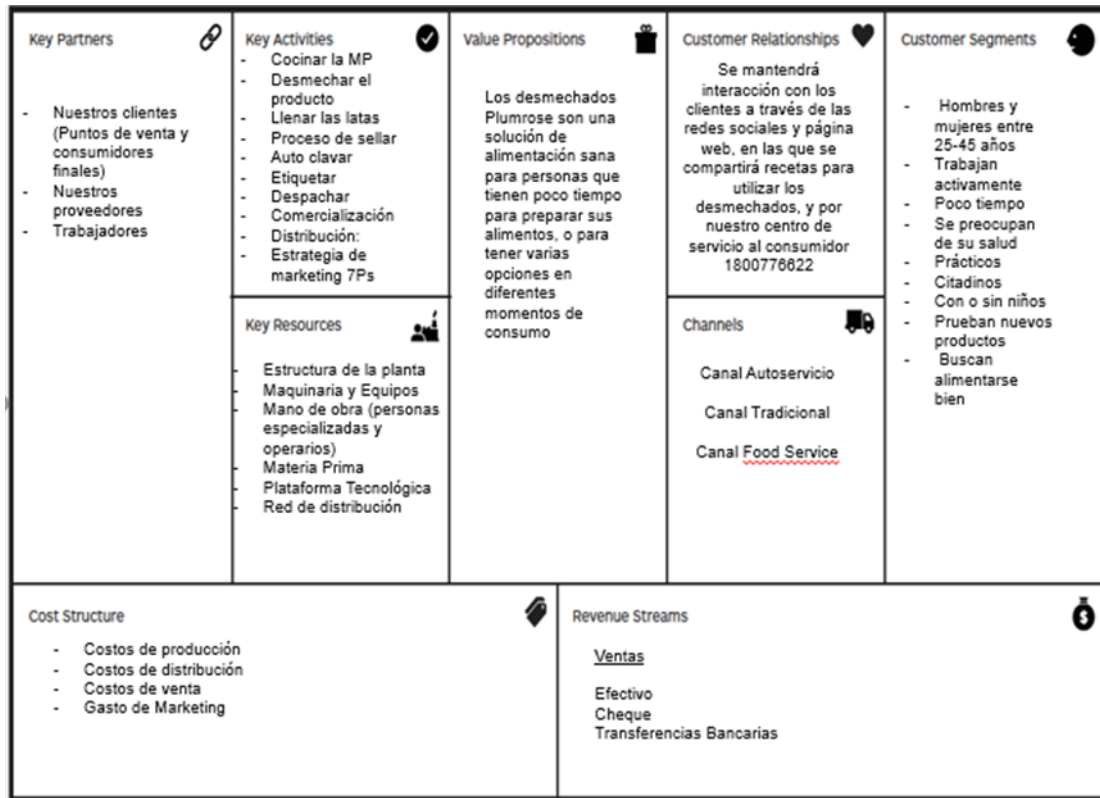 Key Partners
- Nuestros clientes
(Puntos de venta y
consumidores
finales)
- Nuestros
proveedores
- Trabajadores
Key Activities
- Cocinar la MP
- Desmechar el
producto
- Llenar las latas
- Proceso de sellar
- Auto clavar
- Etiquetar
- Despachar
- Comercialización
- Distribución:
- Estrategia de
marketing 7Ps
Key Resources
- Estructura de la planta
- Maquinaria y Equipos
- Mano de obra (personas
especializadas y
operarios)
- Materia Prima
- Plataforma Tecnológica
- Red de distribución
Value Propositions
Los desmechados
Plumrose son una
solución de
alimentación sana
para personas que
tienen poco tiempo
para preparar sus
alimentos, o para
tener varias
opciones en
diferentes
momentos de
consumo
Customer Relationships
Se mantendrá
interacción con los
clientes a través de las
redes sociales y página
web, en las que se
compartirá recetas para
utilizar los
desmechados, y por
nuestro centro de
servicio al consumidor
1800776622
Channels
Canal Autoservicio
Canal Tradicional
Canal Food Service
Customer Segments
- Hombres y
mujeres entre
25-45 años
- Trabajan
activamente
- Poco tiempo
- Se preocupan
de su salud
- Prácticos
- Citadinos
- Con o sin niños
- Prueban nuevos
productos
- Buscan
alimentarse
bien
Cost Structure
- Costos de producción
- Costos de distribución
- Costos de venta
- Gasto de Marketing
Revenue Streams
Ventas
Efectivo
Cheque
Transferencias Bancarias